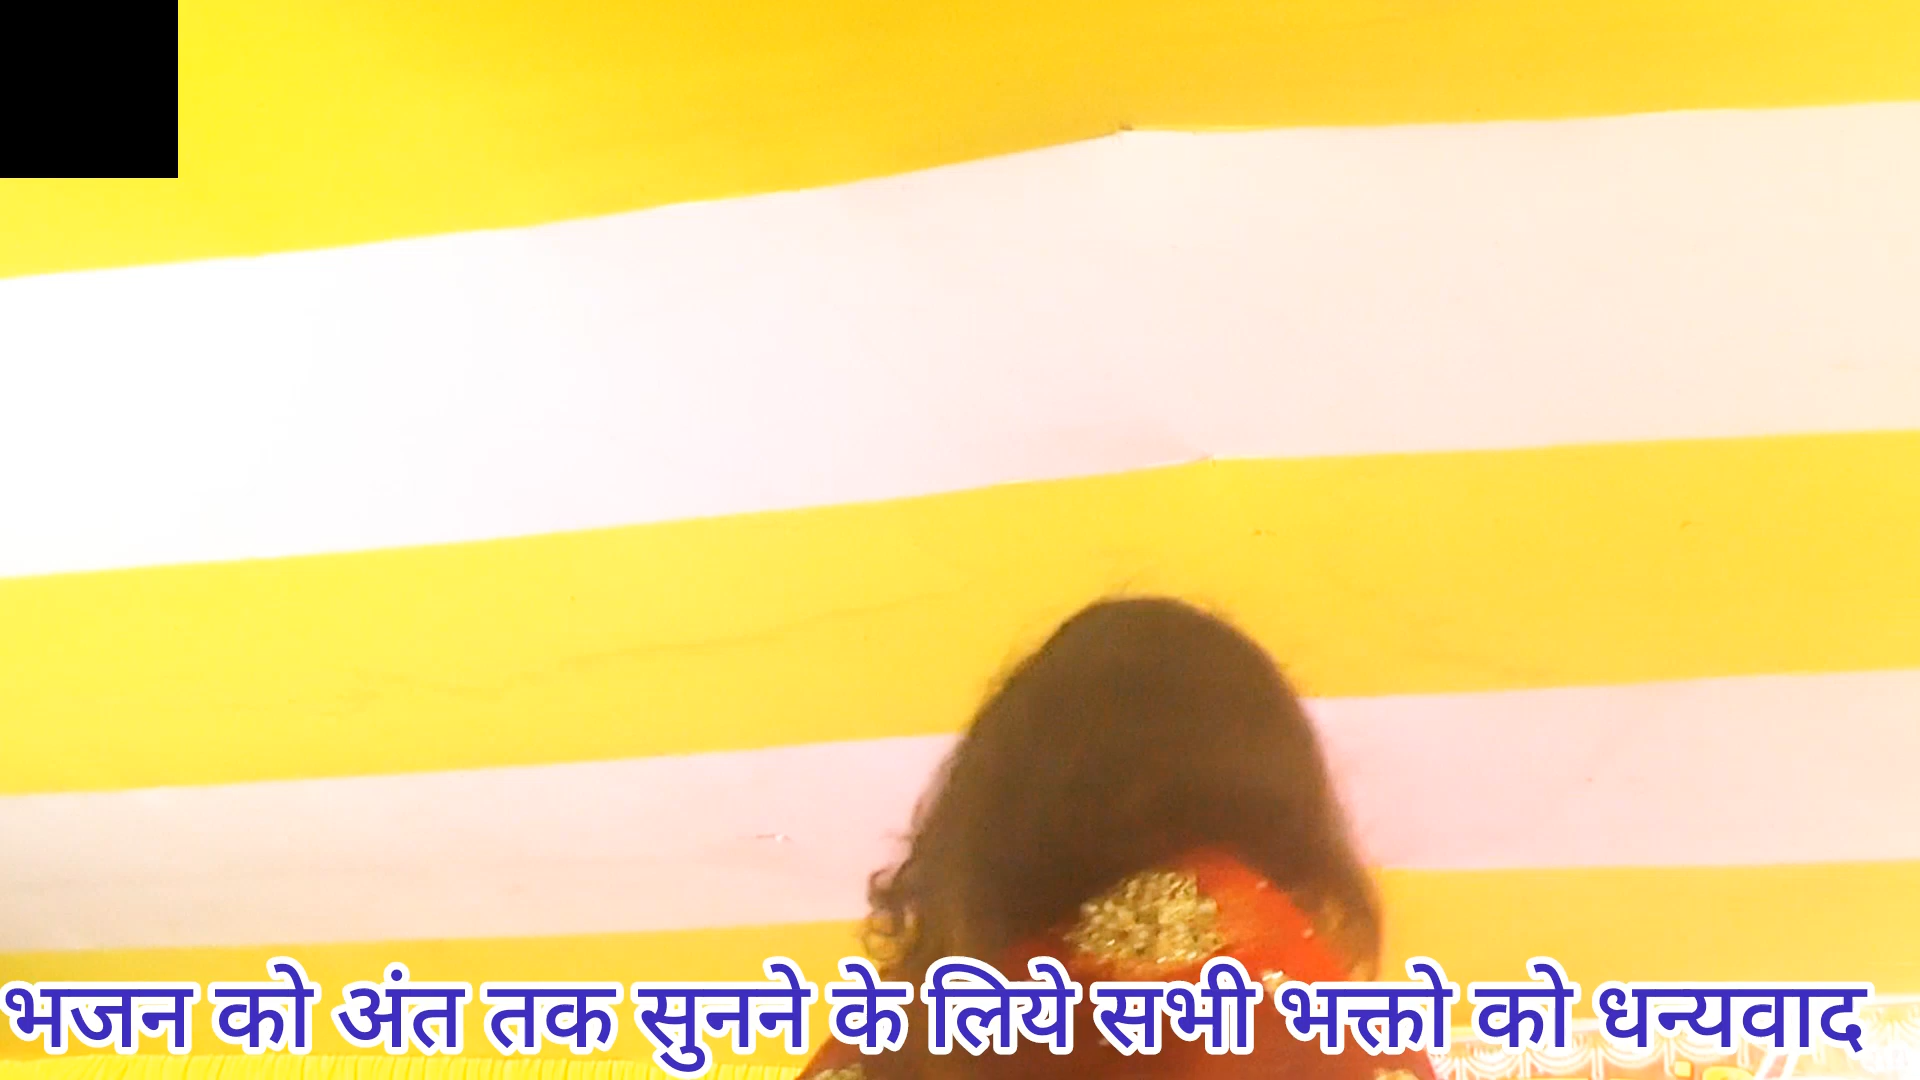 भजन को अंत तक सुनने के लिये सभी भक्तो को धन्यवाद